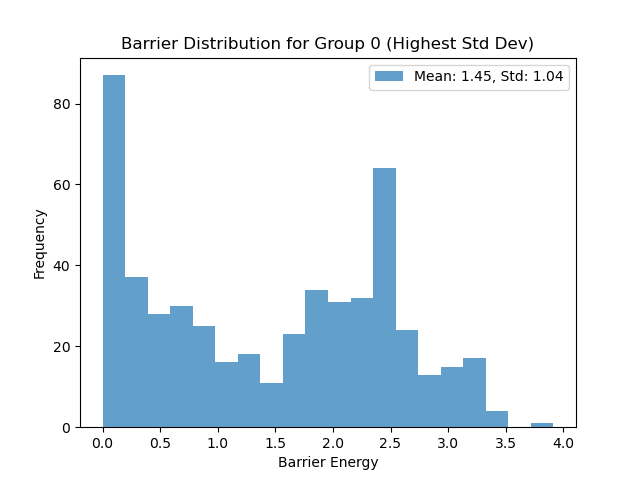 Barrier Distribution for Group 0 (Highest Std Dev)
Mean: 1.45, Std: 1.04
Frequency
80
60
40
20
0
0.0 0.5 1.0 1.5 2.0 2.5 3.0 3.5 4.0
Barrier Energy